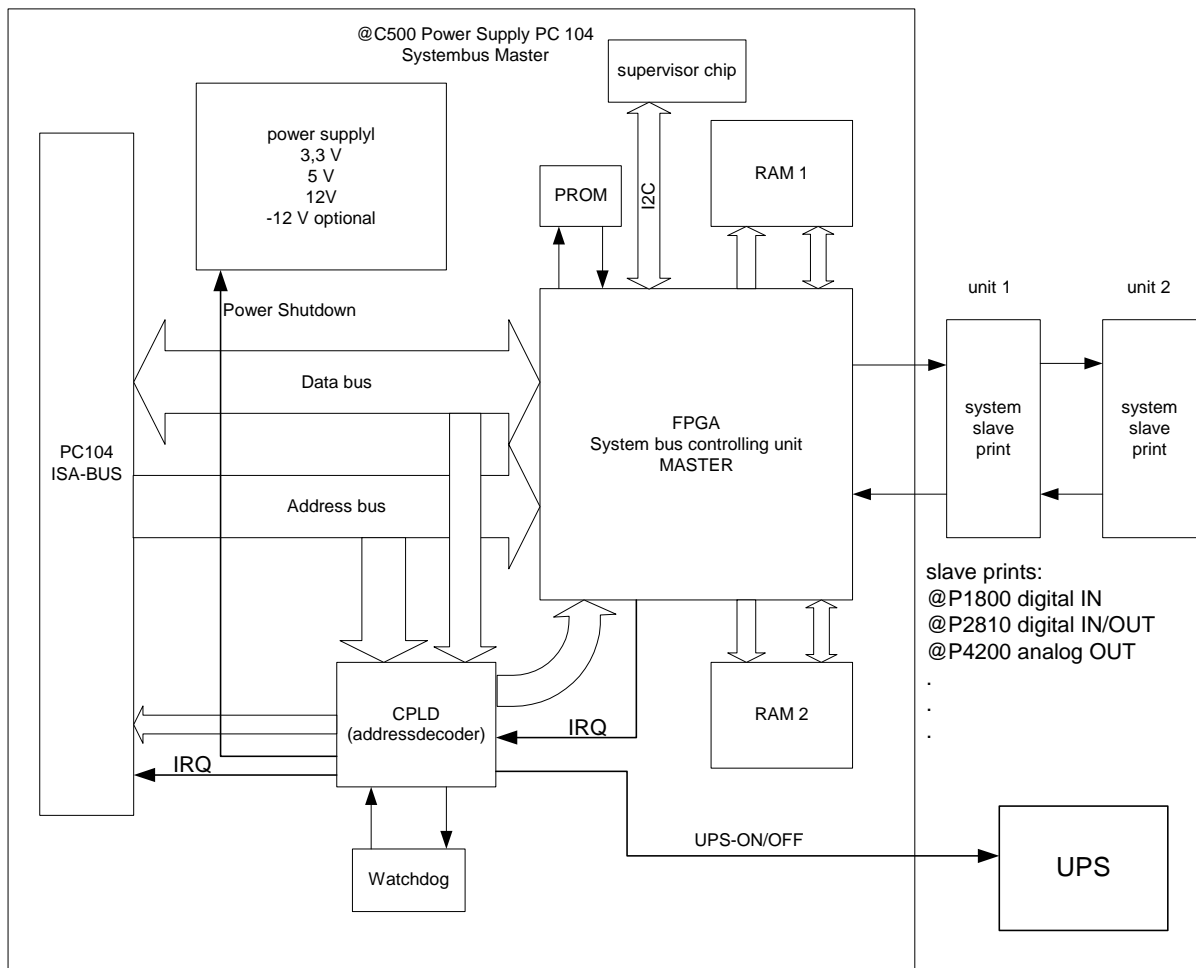 @C500 Power Supply PC 104
Systembus Master
supervisor chip
power supplyl
3,3 V
5 V
12V
-12 V optional
RAM 1
PROM
I2C
Power Shutdown
unit 1
unit 2
Data bus
PC104
ISA-BUS
FPGA
System bus controlling unit
MASTER
system
slave
print
system
slave
print
Address bus
slave prints:
@P1800 digital IN
@P2810 digital IN/OUT
@P4200 analog OUT
.
.
.
CPLD
(addressdecoder)
RAM 2
IRQ
IRQ
UPS-ON/OFF
UPS
Watchdog